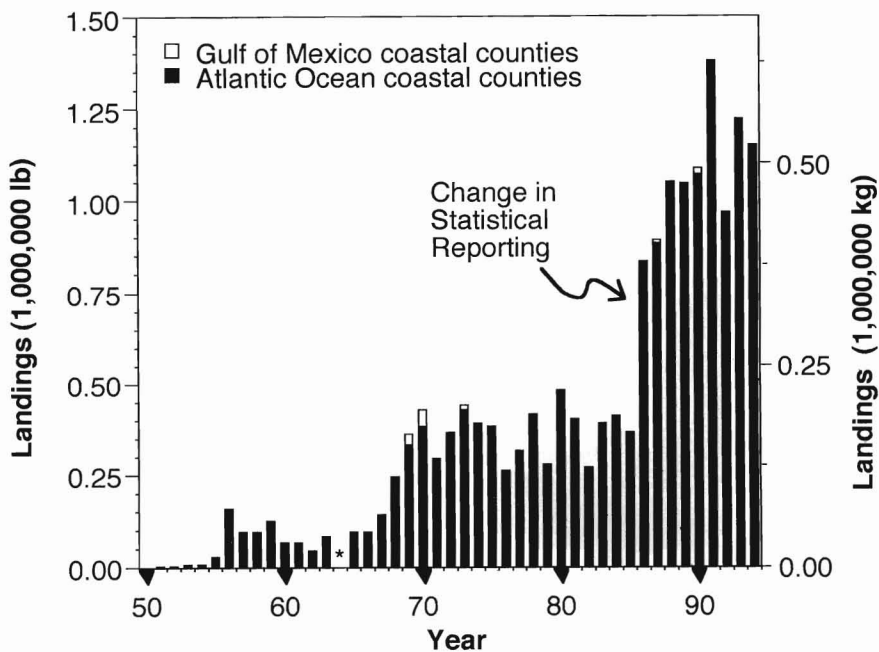 1.50
1.25
1.00
0.75
0.50
0.25
0.00
Landings (1,000,000 lb)
Gulf of Mexico coastal counties
Atlantic Ocean coastal counties
Change in
Statistical
Reporting
*
0.50
0.25
0.00
Landings (1,000,000 kg)
50 60 70 80 90
Year